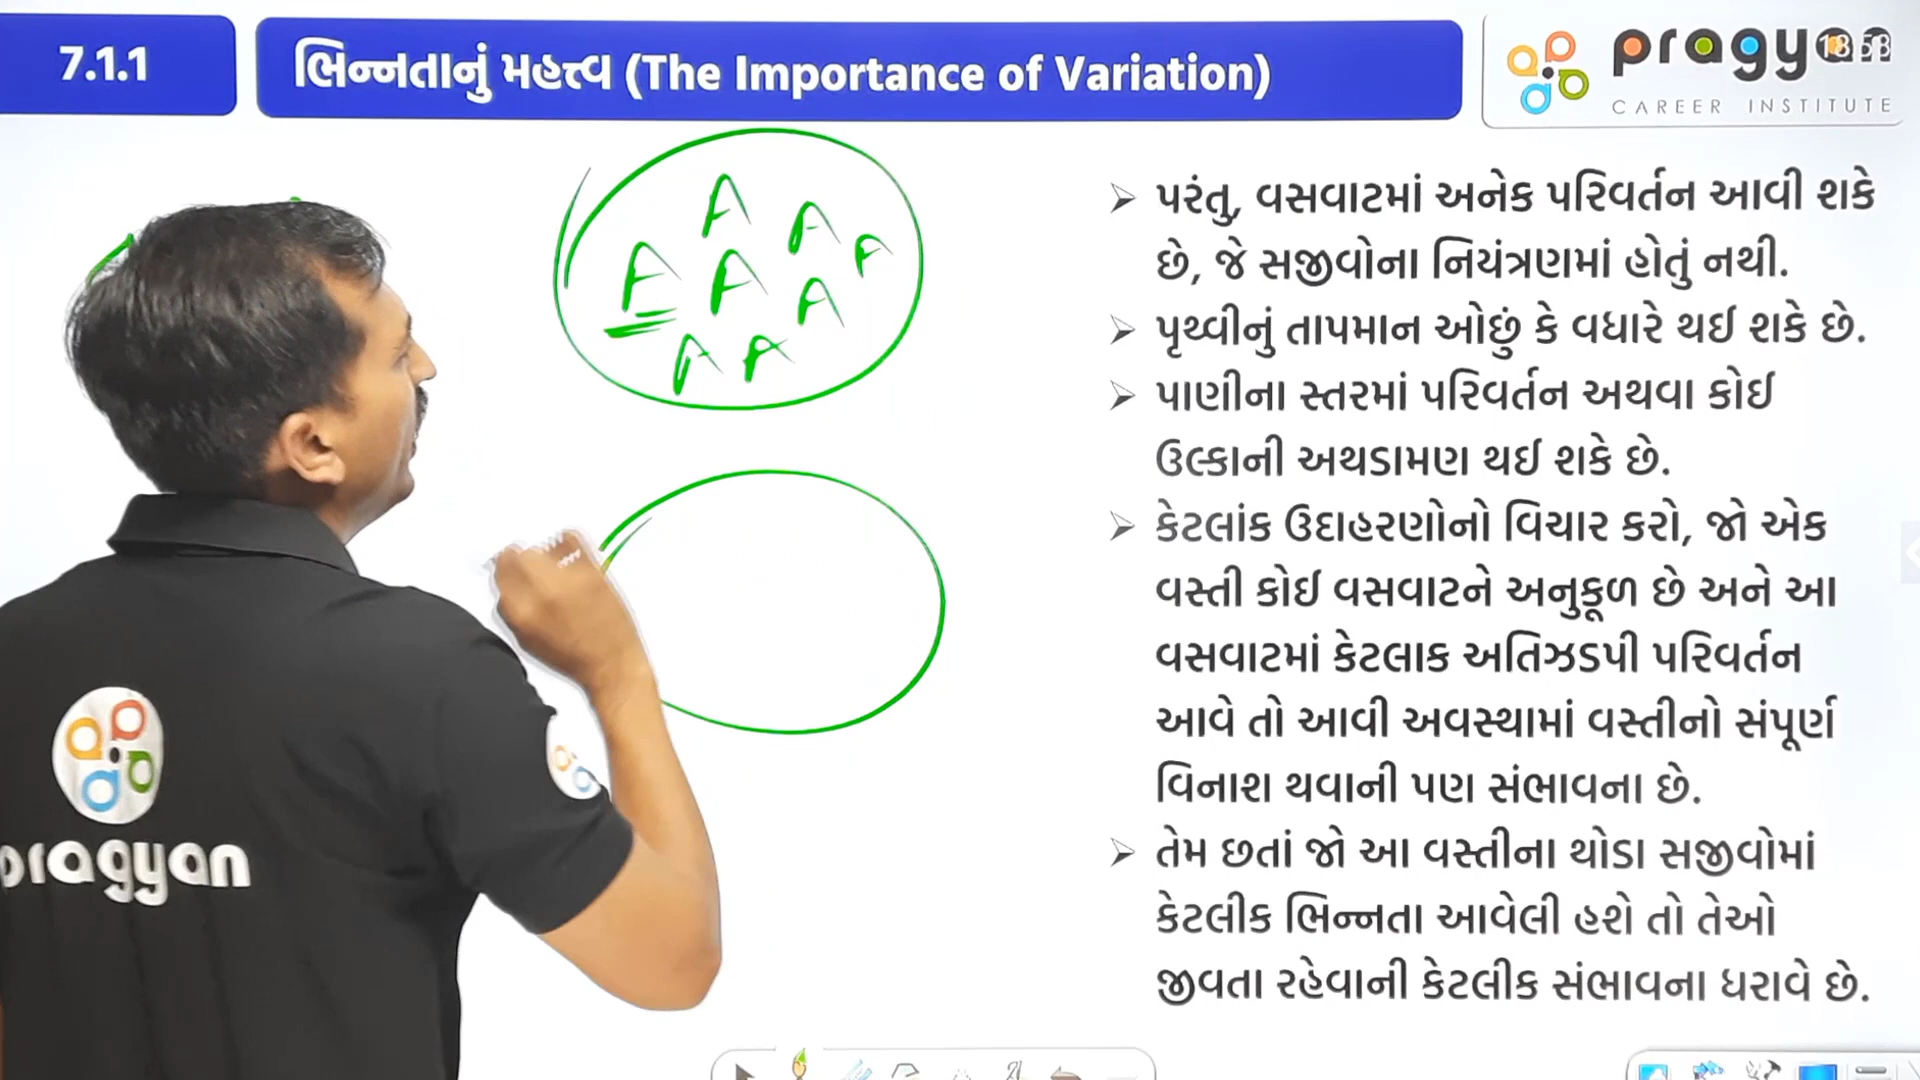 7.1.1
ભિન્નતાનું મહત્ત્વ (The Importance of Variation)
pragyan
CAREER INSTITUTE
A
A
A
A
A
A
A
A
➢ પરંતુ, વસવાટમાં અનેક પરિવર્તન આવી શકે
છે, જે સજીવોના નિયંત્રણમાં હોતું નથી.
➢ પૃથ્વીનું તાપમાન ઓછું કે વધારે થઈ શકે છે.
➢ પાણીના સ્તરમાં પરિવર્તન અથવા કોઈ
ઉલ્કાની અથડામણ થઈ શકે છે.
➢ કેટલાંક ઉદાહરણોનો વિચાર કરો, જો એક
વસ્તી કોઈ વસવાટને અનુકૂળ છે અને આ
વસવાટમાં કેટલાક અતિઝડપી પરિવર્તન
આવે તો આવી અવસ્થામાં વસ્તીનો સંપૂર્ણ
વિનાશ થવાની પણ સંભાવના છે.
➢ તેમ છતાં જો આ વસ્તીના થોડા સજીવોમાં
કેટલીક ભિન્નતા આવેલી હશે તો તેઓ
જીવતા રહેવાની કેટલીક સંભાવના ધરાવે છે.
pragyan